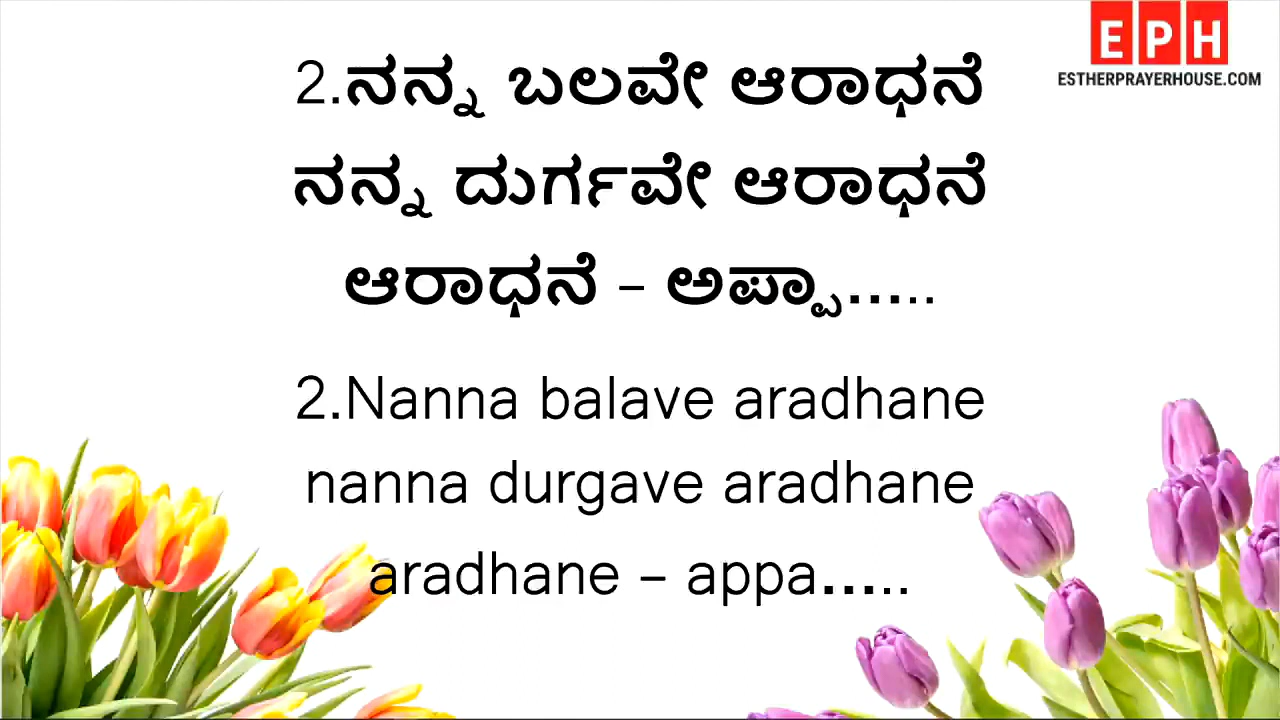 EPH
ESTHERPRAYERHOUSE.COM
2.ನನ್ನ ಬಲವೇ ಆರಾಧನೆ
ನನ್ನ ದುರ್ಗವೇ ಆರಾಧನೆ
ಆರಾಧನೆ – ಅಪ್ಪಾ.....
2.Nanna balave aradhane
nanna durgave aradhane
aradhane – appa.....